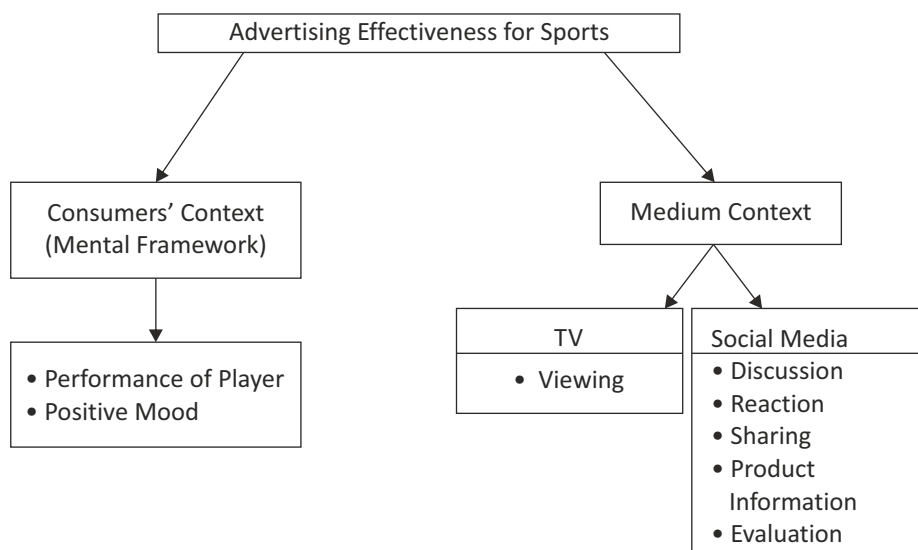 Advertising Effectiveness for Sports
Consumers’ Context
(Mental Framework)
Medium Context
• Performance of Player
• Positive Mood
TV
• Viewing
Social Media
• Discussion
• Reaction
• Sharing
• Product
Information
• Evaluation